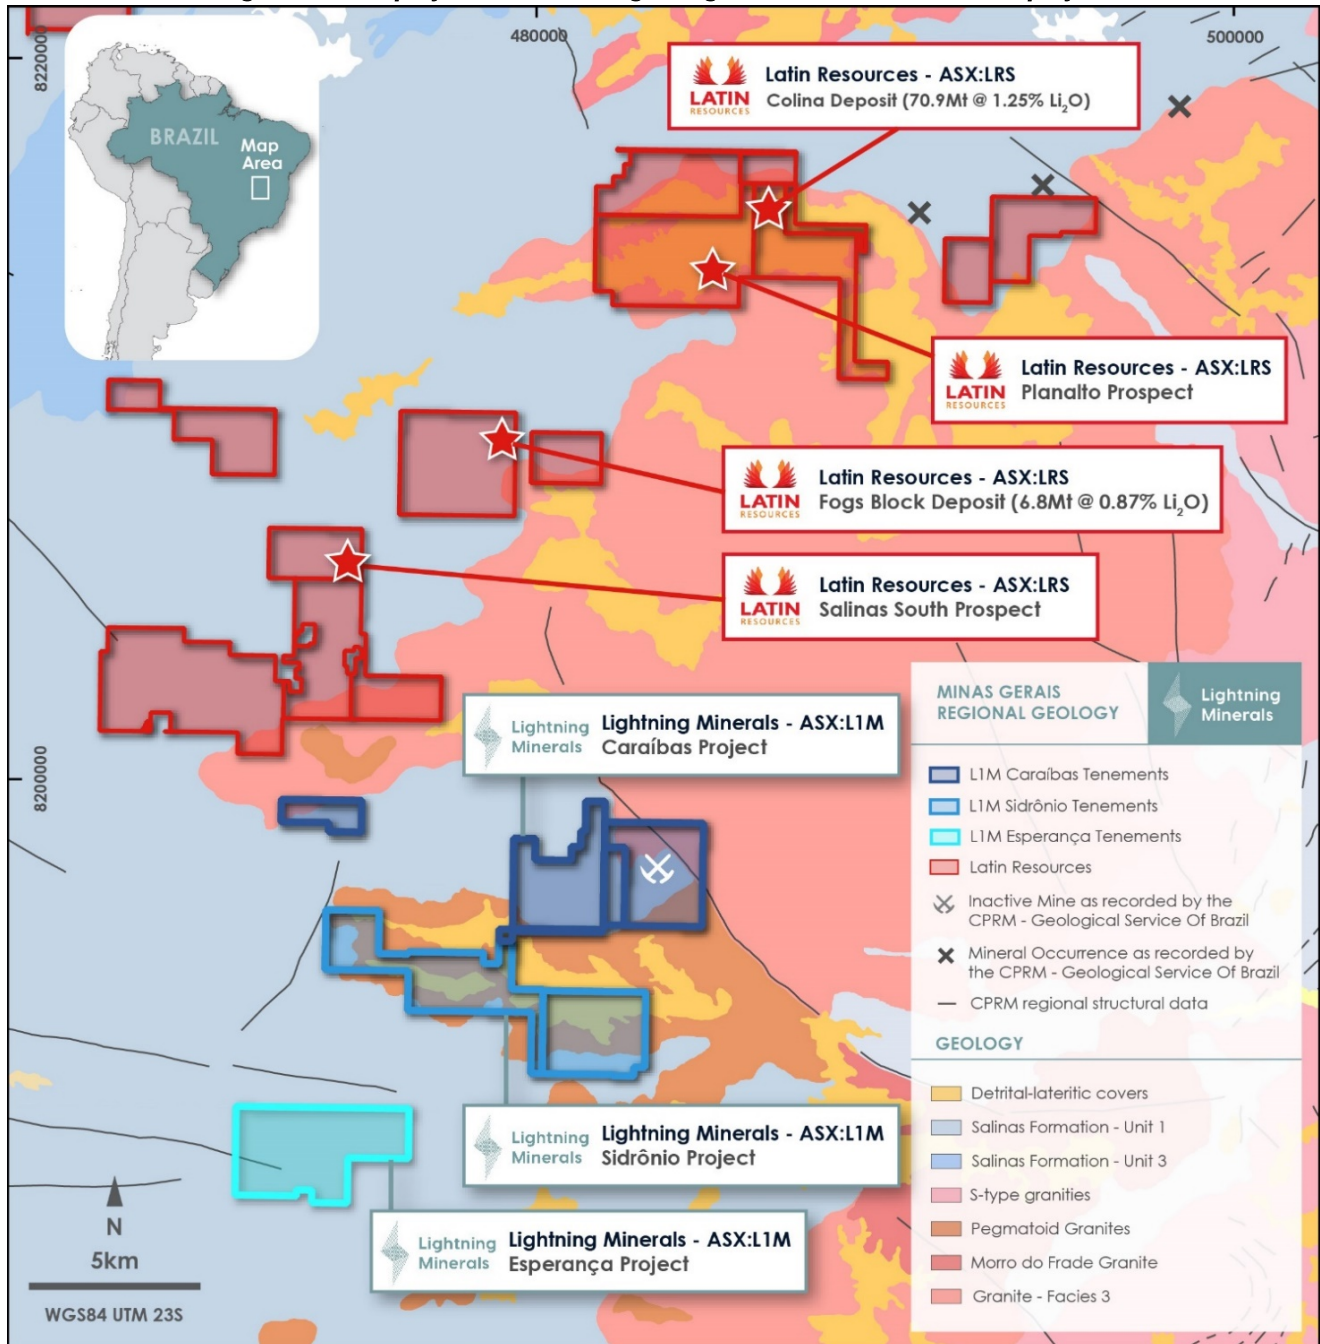 480000
500000
8220000
8200000
BRAZIL
Map
Area
LATIN
RESOURCES
Latin Resources - ASX:LRS
Colina Deposit (70.9Mt @ 1.25% Li₂O)
LATIN
RESOURCES
Latin Resources - ASX:LRS
Planalto Prospect
LATIN
RESOURCES
Latin Resources - ASX:LRS
Fogs Block Deposit (6.8Mt @ 0.87% Li₂O)
LATIN
RESOURCES
Latin Resources - ASX:LRS
Salinas South Prospect
Lightning
Minerals
Lightning Minerals - ASX:L1M
Caraíbas Project
Lightning
Minerals
Lightning Minerals - ASX:L1M
Sidrônio Project
Lightning
Minerals
Lightning Minerals - ASX:L1M
Esperança Project
MINAS GERAIS
REGIONAL GEOLOGY
Lightning
Minerals
L1M Caraíbas Tenements
L1M Sidrônio Tenements
L1M Esperança Tenements
Latin Resources
Inactive Mine as recorded by the
CPRM - Geological Service Of Brazil
Mineral Occurrence as recorded by
the CPRM - Geological Service Of Brazil
CPRM regional structural data
GEOLOGY
Detrital-lateritic covers
Salinas Formation - Unit 1
Salinas Formation - Unit 3
S-type granities
Pegmatoid Granites
Morro do Frade Granite
Granite - Facies 3
N
5km
WGS84 UTM 23S